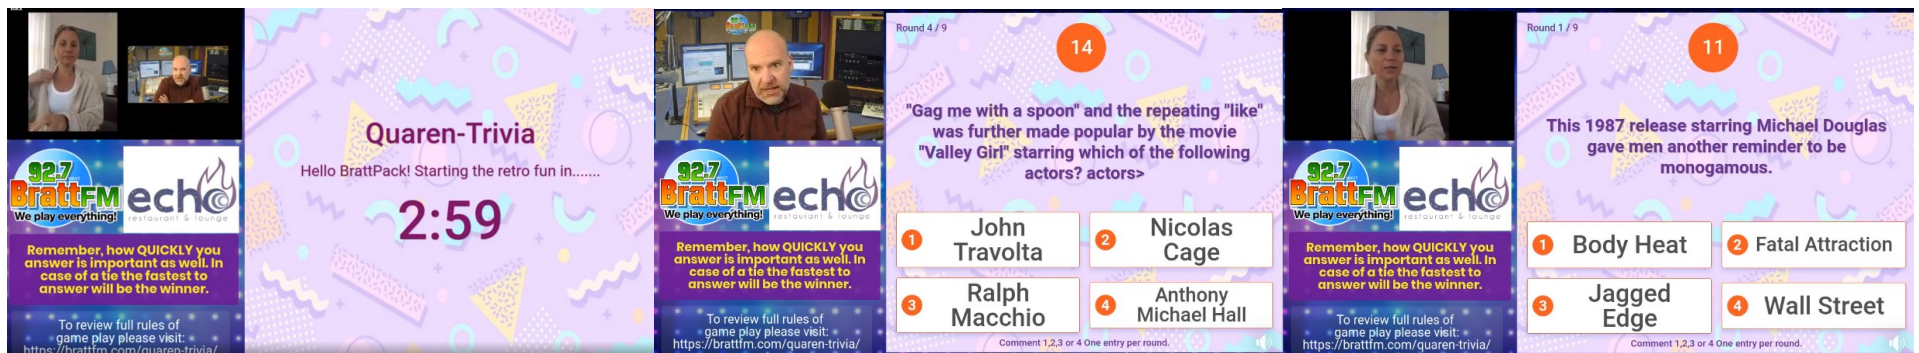 92.7
BrattFM
We play everything!
echo
restaurant & lounge
Remember, how QUICKLY you
answer is important as well. In
case of a tie the fastest to
answer will be the winner.
To review full rules of
game play please visit:
https://brattfm.com/quaren-trivia/
Quaren-Trivia
Hello BrattPack! Starting the retro fun in.......
2:59
92.7
BrattFM
We play everything!
echo
restaurant & lounge
Remember, how QUICKLY you
answer is important as well. In
case of a tie the fastest to
answer will be the winner.
To review full rules of
game play please visit:
https://brattfm.com/quaren-trivia/
Round 4 / 9
14
"Gag me with a spoon" and the repeating "like"
was further made popular by the movie
"Valley Girl" starring which of the following
actors? actors>
1 John
Travolta
2 Nicolas
Cage
3 Ralph
Macchio
4 Anthony
Michael Hall
Comment 1,2,3 or 4 One entry per round.
92.7
BrattFM
We play everything!
echo
restaurant & lounge
Remember, how QUICKLY you
answer is important as well. In
case of a tie the fastest to
answer will be the winner.
To review full rules of
game play please visit:
https://brattfm.com/quaren-trivia/
Round 1 / 9
11
This 1987 release starring Michael Douglas
gave men another reminder to be
monogamous.
1 Body Heat
2 Fatal Attraction
3 Jagged
Edge
4 Wall Street
Comment 1,2,3 or 4 One entry per round.